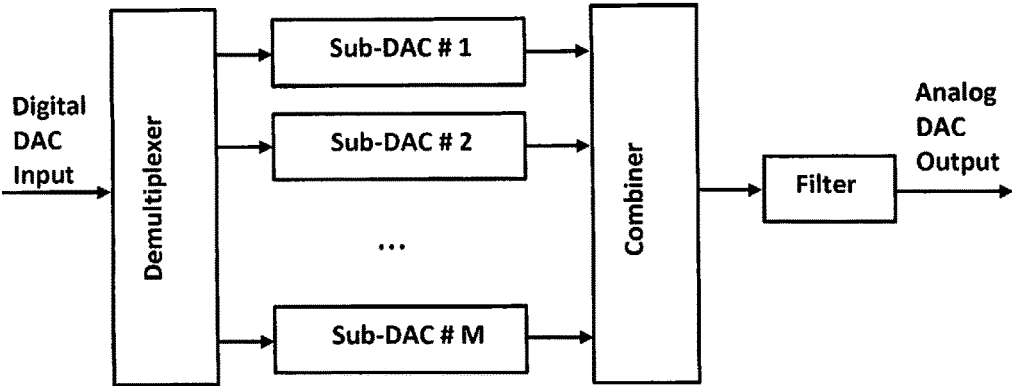 Digital
DAC
Input
Demultiplexer
Sub-DAC # 1
Sub-DAC # 2
...
Sub-DAC # M
Combiner
Filter
Analog
DAC
Output